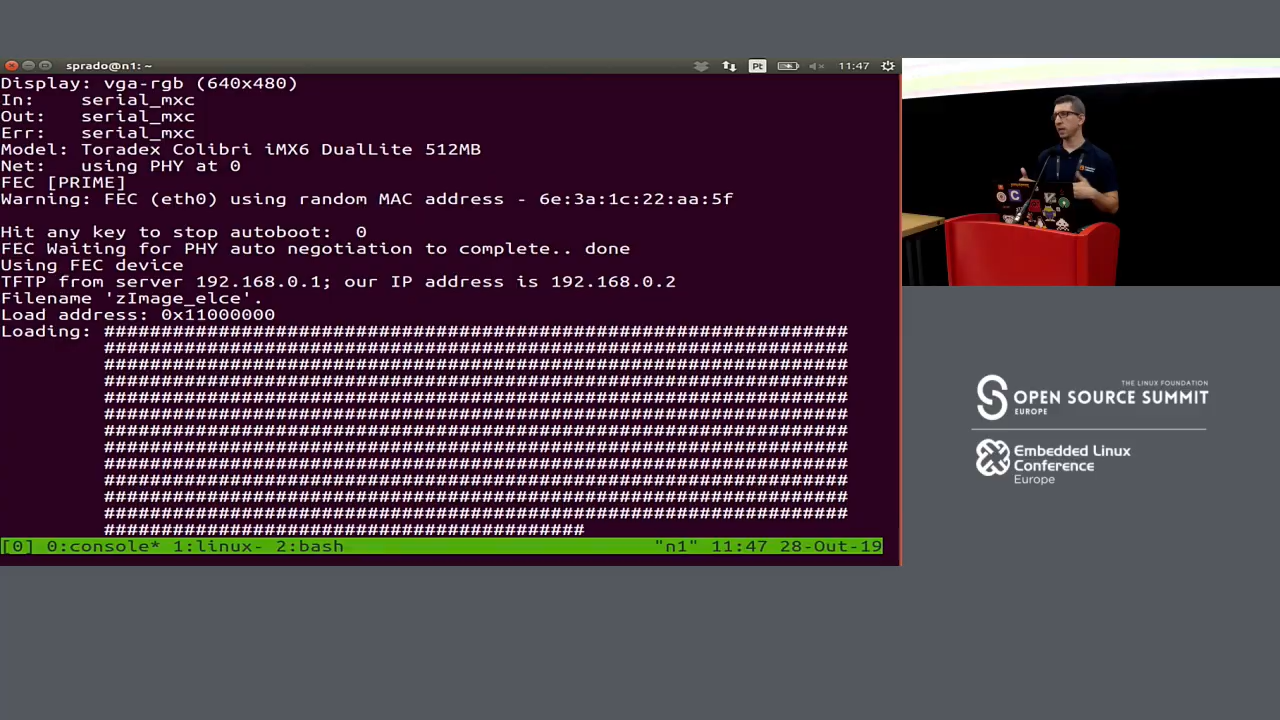 sprado@n1: ~
Pt
11:47
Display: vga-rgb (640x480)
In:    serial_mxc
Out:   serial_mxc
Err:   serial_mxc
Model: Toradex Colibri iMX6 DualLite 512MB
Net:   using PHY at 0
FEC [PRIME]
Warning: FEC (eth0) using random MAC address - 6e:3a:1c:22:aa:5f
Hit any key to stop autoboot:  0
FEC Waiting for PHY auto negotiation to complete.. done
Using FEC device
TFTP from server 192.168.0.1; our IP address is 192.168.0.2
Filename 'zImage_elce'.
Load address: 0x11000000
Loading: #################################################################
#################################################################
#################################################################
#################################################################
#################################################################
#################################################################
#################################################################
#################################################################
#################################################################
#################################################################
#################################################################
#################################################################
##########################################
[0] 0:console* 1:linux- 2:bash
"n1" 11:47 28-Oct-19
THE LINUX FOUNDATION
OPEN SOURCE SUMMIT
EUROPE
Embedded Linux
Conference
Europe